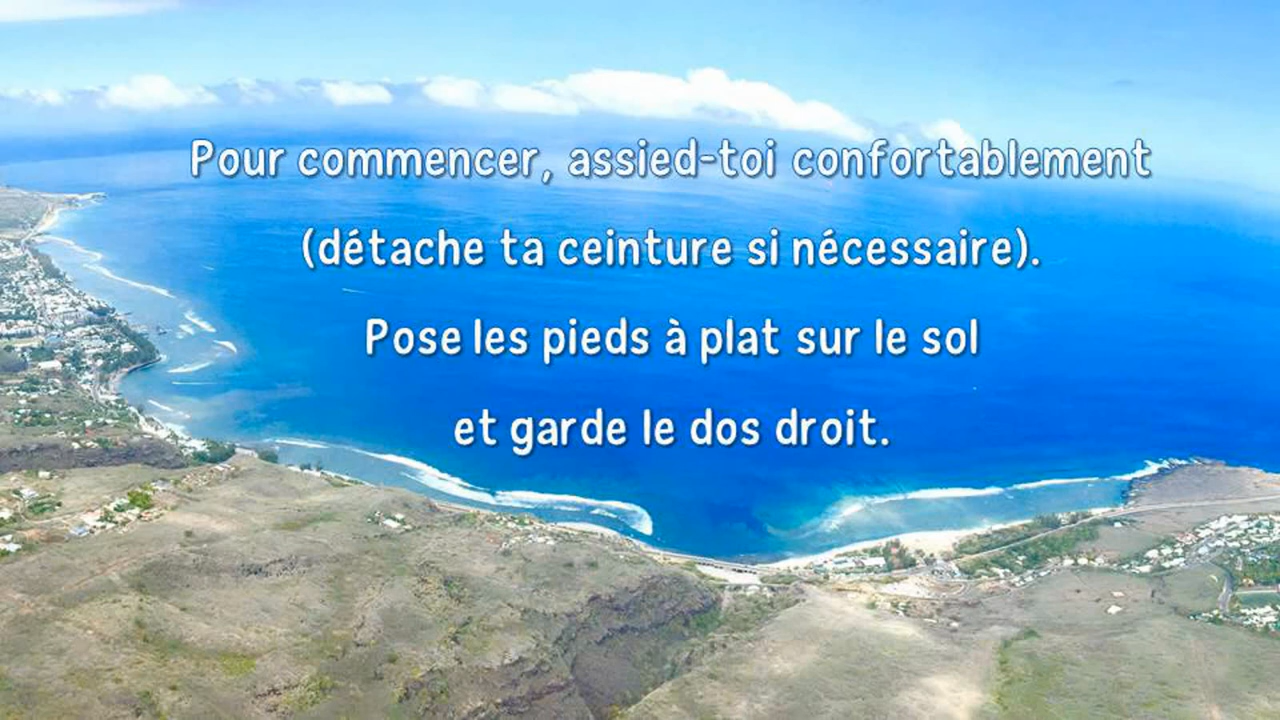 Pour commencer, assied-toi confortablement
(détache ta ceinture si nécessaire).
Pose les pieds à plat sur le sol
et garde le dos droit.